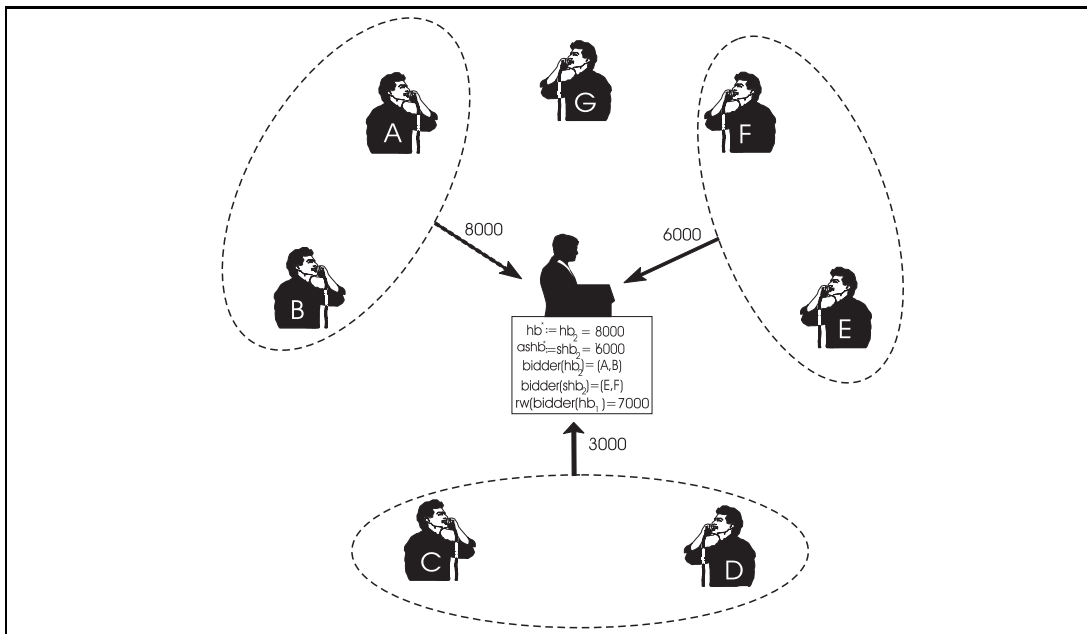 G
A
F
8000
6000
B
E
hb* := hb2 = 8000
ashb* := shb2 = 6000
bidder(hb2) = (A,B)
bidder(shb2) = (E,F)
rw(bidder(hb1) = 7000
3000
C
D